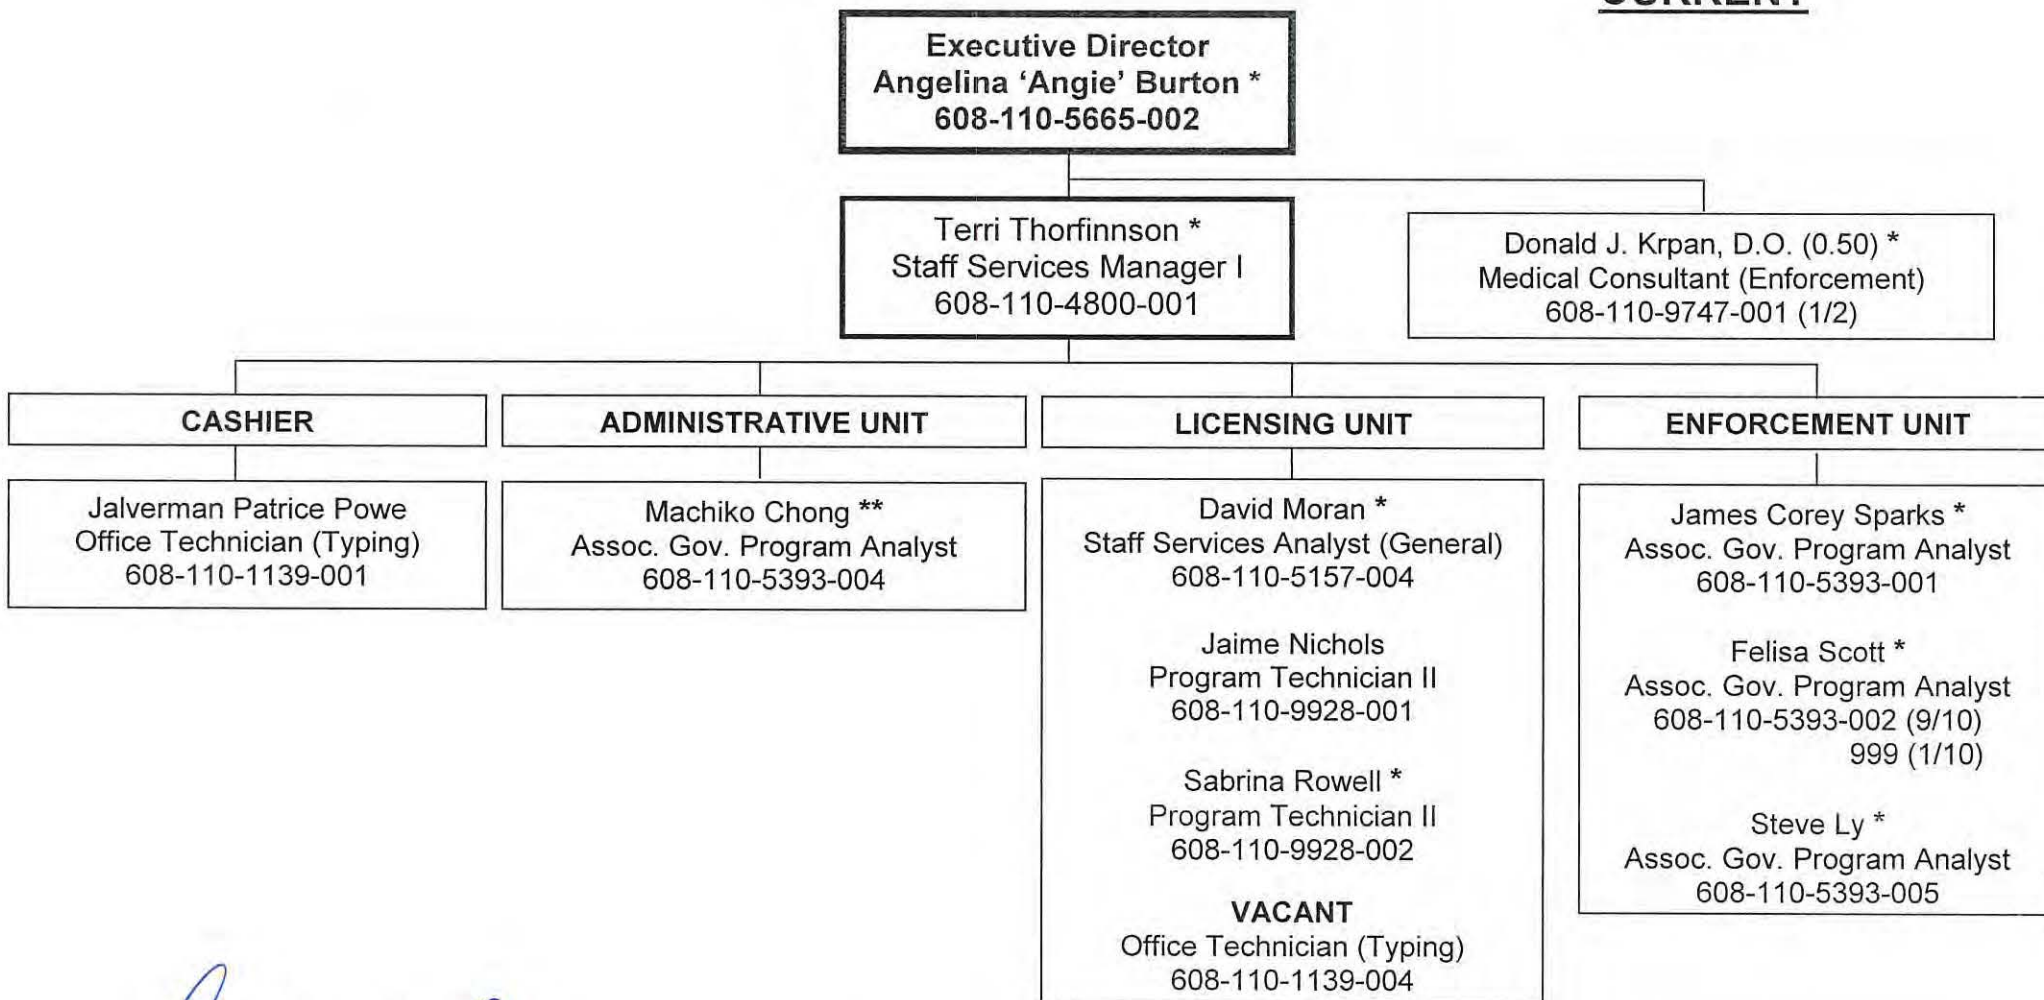 CURRENT
Executive Director
Angelina ‘Angie’ Burton *
608-110-5665-002
Terri Thorfinnson *
Staff Services Manager I
608-110-4800-001
Donald J. Krpan, D.O. (0.50) *
Medical Consultant (Enforcement)
608-110-9747-001 (1/2)
CASHIER
Jalverman Patrice Powe
Office Technician (Typing)
608-110-1139-001
ADMINISTRATIVE UNIT
Machiko Chong **
Assoc. Gov. Program Analyst
608-110-5393-004
LICENSING UNIT
David Moran *
Staff Services Analyst (General)
608-110-5157-004
Jaime Nichols
Program Technician II
608-110-9928-001
Sabrina Rowell *
Program Technician II
608-110-9928-002
VACANT
Office Technician (Typing)
608-110-1139-004
ENFORCEMENT UNIT
James Corey Sparks *
Assoc. Gov. Program Analyst
608-110-5393-001
Felisa Scott *
Assoc. Gov. Program Analyst
608-110-5393-002 (9/10)
999 (1/10)
Steve Ly *
Assoc. Gov. Program Analyst
608-110-5393-005